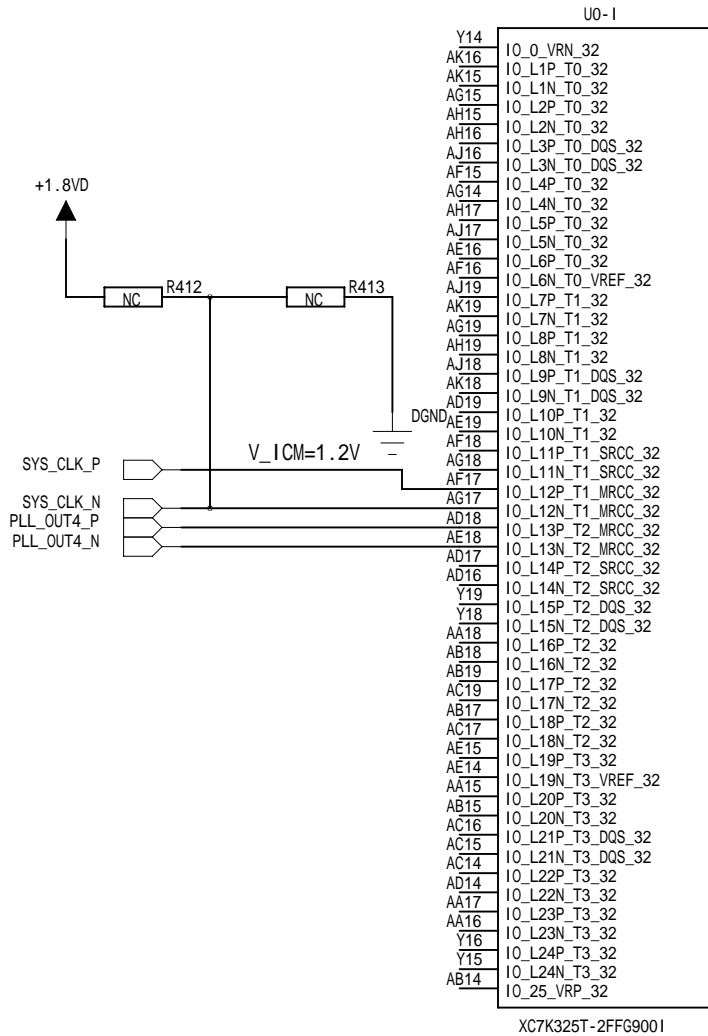 U0-I
Y14
IO_0_VRN_32
AK16
IO_L1P_T0_32
AK15
IO_L1N_T0_32
AG15
IO_L2P_T0_32
AH15
IO_L2N_T0_32
AH16
IO_L3P_T0_DQS_32
AJ16
IO_L3N_T0_DQS_32
AF15
IO_L4P_T0_32
AG14
IO_L4N_T0_32
AH17
IO_L5P_T0_32
AJ17
IO_L5N_T0_32
AE16
IO_L6P_T0_32
AF16
IO_L6N_T0_VREF_32
AJ19
IO_L7P_T1_32
AK19
IO_L7N_T1_32
AG19
IO_L8P_T1_32
AH19
IO_L8N_T1_32
AJ18
IO_L9P_T1_DQS_32
AK18
IO_L9N_T1_DQS_32
AD19
IO_L10P_T1_32
AE19
IO_L10N_T1_32
AF18
IO_L11P_T1_SRCC_32
AG18
IO_L11N_T1_SRCC_32
AF17
IO_L12P_T1_MRCC_32
AG17
IO_L12N_T1_MRCC_32
AD18
IO_L13P_T2_MRCC_32
AE18
IO_L13N_T2_MRCC_32
AD17
IO_L14P_T2_SRCC_32
AD16
IO_L14N_T2_SRCC_32
Y19
IO_L15P_T2_DQS_32
Y18
IO_L15N_T2_DQS_32
AA18
IO_L16P_T2_32
AB18
IO_L16N_T2_32
AB19
IO_L17P_T2_32
AC19
IO_L17N_T2_32
AB17
IO_L18P_T2_32
AC17
IO_L18N_T2_32
AE15
IO_L19P_T3_32
AE14
IO_L19N_T3_VREF_32
AA15
IO_L20P_T3_32
AB15
IO_L20N_T3_32
AC16
IO_L21P_T3_DQS_32
AC15
IO_L21N_T3_DQS_32
AC14
IO_L22P_T3_32
AD14
IO_L22N_T3_32
AA17
IO_L23P_T3_32
AA16
IO_L23N_T3_32
Y16
IO_L24P_T3_32
Y15
IO_L24N_T3_32
AB14
IO_25_VRP_32
XC7K325T-2FFG900I
+1.8VD
R412
NC
R413
NC
DGND
V_ICM=1.2V
SYS_CLK_P
SYS_CLK_N
PLL_OUT4_P
PLL_OUT4_N